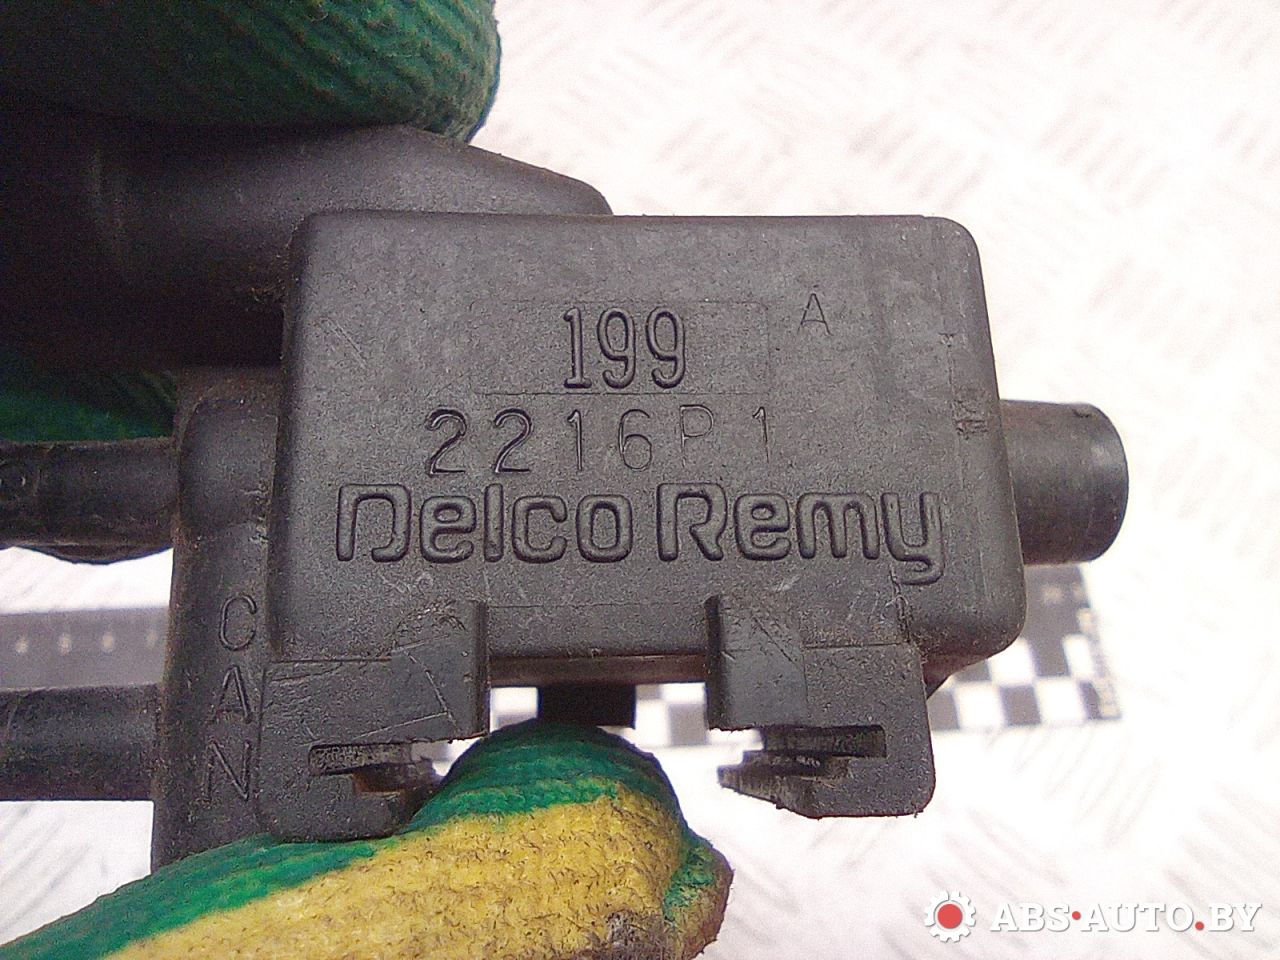 199 A
2216P1
Delco Remy
CAN
ABS-AUTO.BY